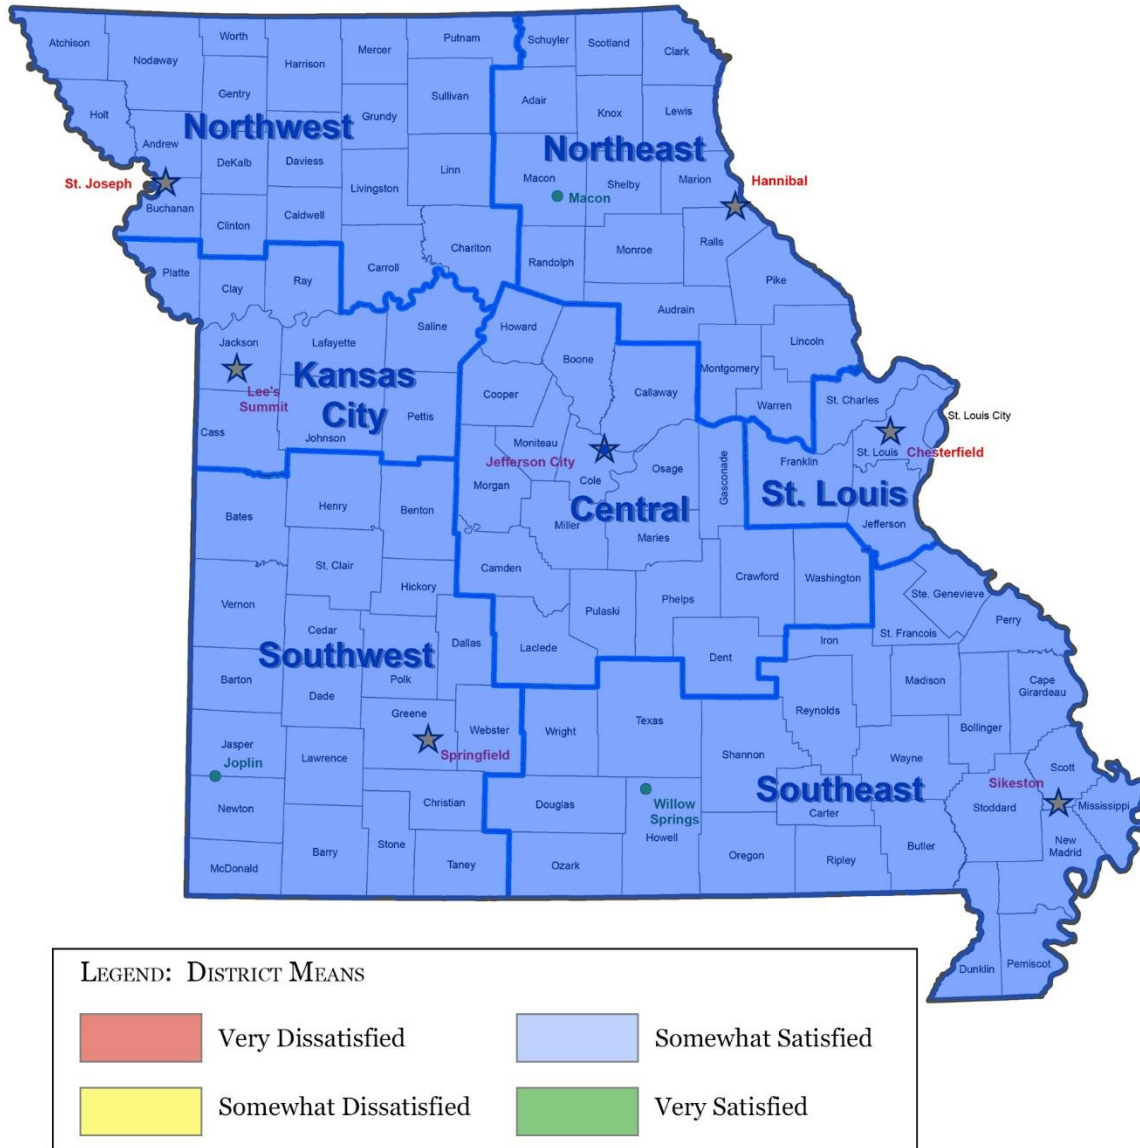 Atchison
Nodaway
Worth
Harrison
Mercer
Putnam
Schuyler
Scotland
Clark
Holt
Gentry
Sullivan
Adair
Knox
Lewis
Andrew
Northwest
Grundy
Northeast
DeKalb
Daviess
Linn
St. Joseph
Livingston
Macon
Shelby
Marion
Hannibal
Macon
Buchanan
Clinton
Caldwell
Chariton
Monroe
Ralls
Platte
Clay
Ray
Carroll
Randolph
Pike
Audrain
Saline
Howard
Jackson
Lafayette
Boone
Lincoln
Kansas
City
Lee's
Summit
Cooper
Callaway
Montgomery
Warren
St. Charles
St. Louis City
Cass
Johnson
Pettis
Moniteau
Jefferson City
Cole
Osage
Gasconade
Franklin
St. Louis
Chesterfield
Morgan
Central
St. Louis
Bates
Henry
Benton
Miller
Maries
Jefferson
St. Clair
Hickory
Camden
Pulaski
Phelps
Crawford
Washington
Ste. Genevieve
Vernon
Cedar
Dallas
Laclede
Dent
Iron
St. Francois
Perry
Southwest
Barton
Dade
Polk
Madison
Cape
Girardeau
Greene
Webster
Wright
Texas
Reynolds
Bollinger
Jasper
Joplin
Lawrence
Springfield
Shannon
Wayne
Scott
Sikeston
Southeast
Newton
Christian
Douglas
Willow
Springs
Carter
Stoddard
Mississippi
McDonald
Barry
Stone
Taney
Ozark
Howell
Oregon
Ripley
Butler
New
Madrid
Dunklin
Pemiscot
LEGEND: DISTRICT MEANS
Very Dissatisfied
Somewhat Satisfied
Somewhat Dissatisfied
Very Satisfied